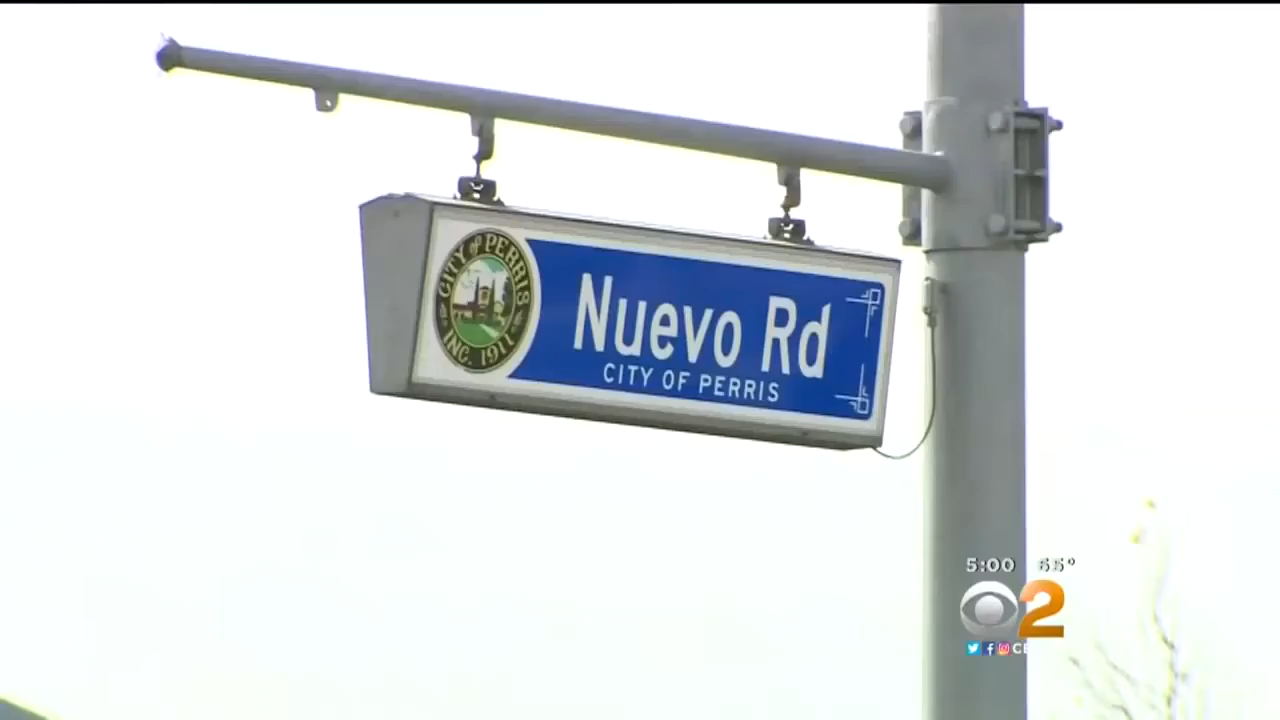 CITY of PERRIS
INC. 1911
Nuevo Rd
CITY OF PERRIS
5:00 65°
2